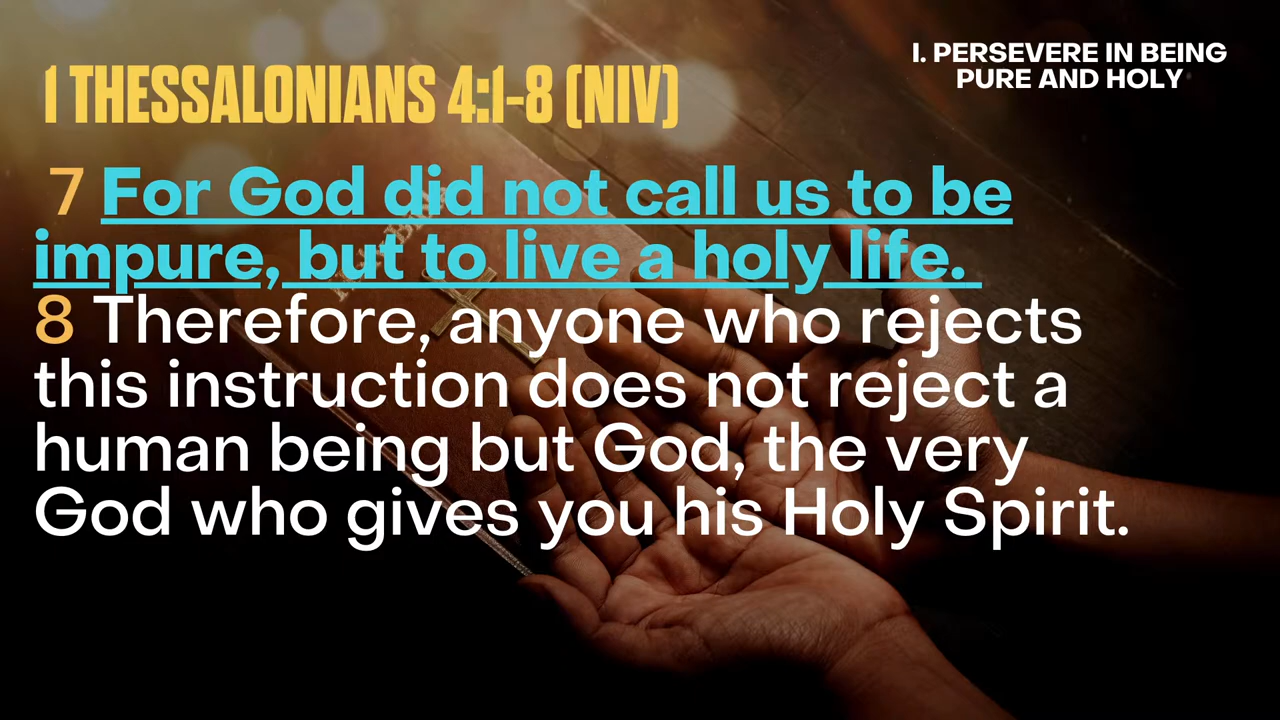 I. PERSEVERE IN BEING
PURE AND HOLY
1 THESSALONIANS 4:1-8 (NIV)
7 For God did not call us to be
impure, but to live a holy life.
8 Therefore, anyone who rejects
this instruction does not reject a
human being but God, the very
God who gives you his Holy Spirit.